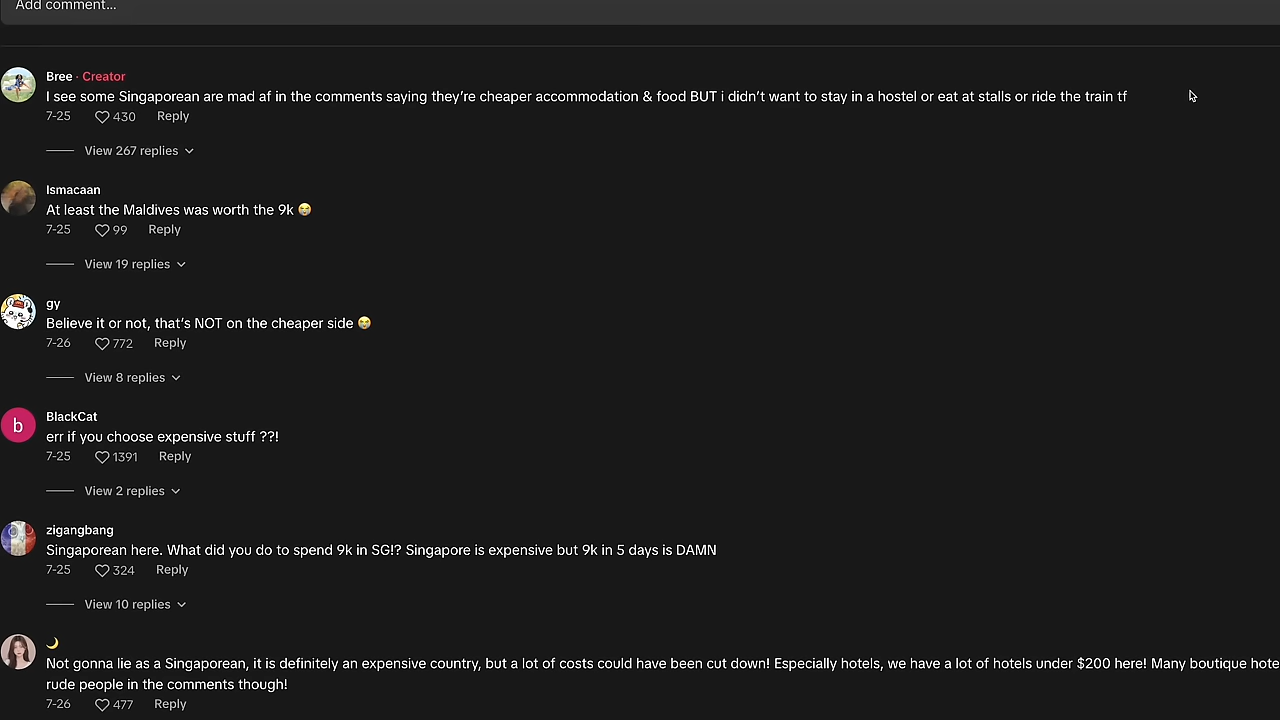 Add comment...
Bree · Creator
I see some Singaporean are mad af in the comments saying they're cheaper accommodation & food BUT i didn't want to stay in a hostel or eat at stalls or ride the train tf
7-25 430 Reply
View 267 replies
Ismacaan
At least the Maldives was worth the 9k 😭
7-25 99 Reply
View 19 replies
gy
Believe it or not, that's NOT on the cheaper side 😭
7-26 772 Reply
View 8 replies
b
BlackCat
err if you choose expensive stuff ??!
7-25 1391 Reply
View 2 replies
zigangbang
Singaporean here. What did you do to spend 9k in SG!? Singapore is expensive but 9k in 5 days is DAMN
7-25 324 Reply
View 10 replies
🌙
Not gonna lie as a Singaporean, it is definitely an expensive country, but a lot of costs could have been cut down! Especially hotels, we have a lot of hotels under $200 here! Many boutique hote
rude people in the comments though!
7-26 477 Reply